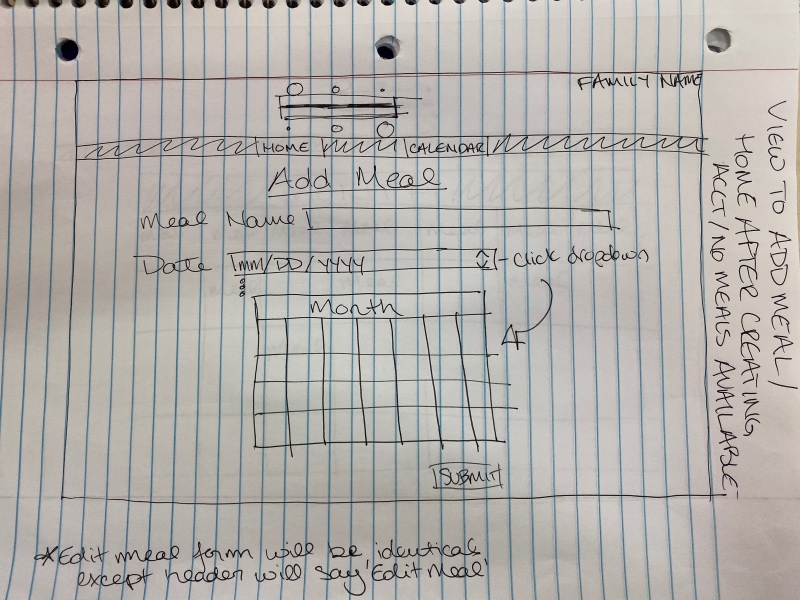 FAMILY NAME
HOME CALENDAR
Add Meal
Meal Name
Date MM/DD/YYYY - click dropdown
Month
SUBMIT
VIEW TO ADD MEAL/
HOME AFTER CREATING
ACCT/NO MEALS AVAILABLE
*Edit meal form will be identical
except header will say 'Edit Meal'